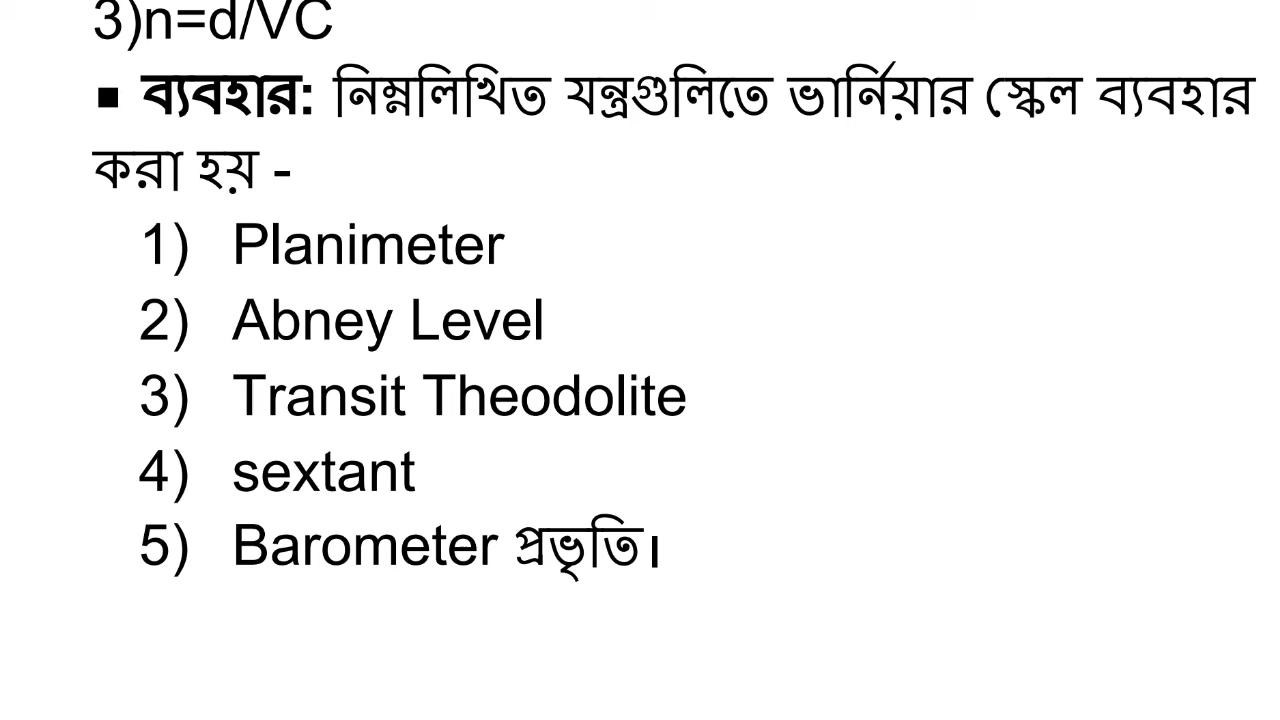 3)n=d/VC
▪ ব্যবহার: নিম্নলিখিত যন্ত্রগুলিতে ভার্নিয়ার স্কেল ব্যবহার
করা হয় -
1) Planimeter
2) Abney Level
3) Transit Theodolite
4) sextant
5) Barometer প্রভৃতি।